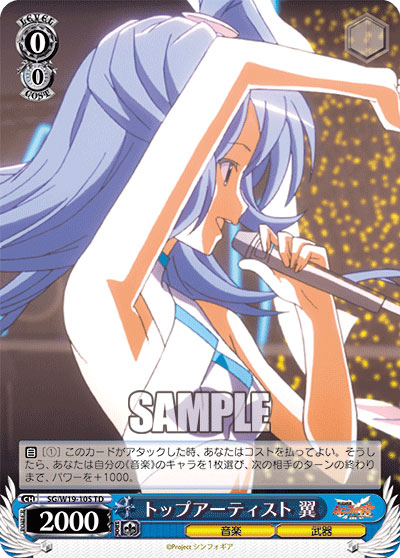 LEVEL
0
0
COST
SAMPLE
自【①】このカードがアタックした時、あなたはコストを払ってよい。そうし
たら、あなたは自分の《音楽》のキャラを1枚選び、次の相手のターンの終わり
まで、パワーを+1000。
CH SG/W19-105 TD
2000
トップアーティスト 翼
音楽
武器
©Project シンフォギア